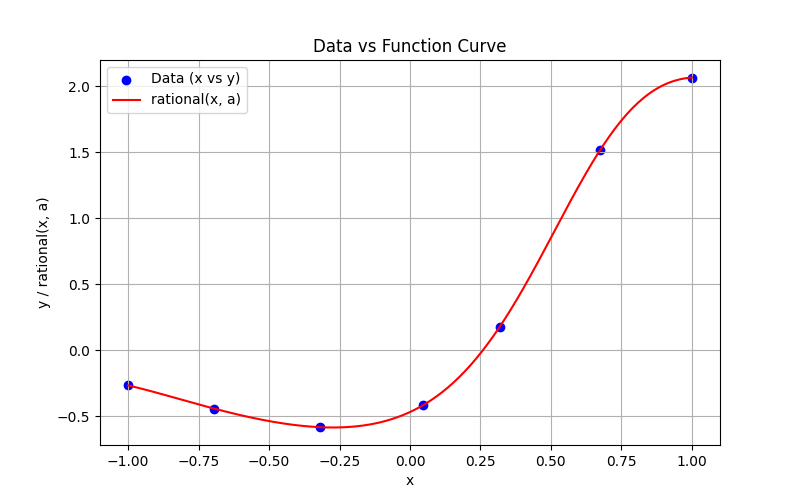 Data vs Function Curve
Data (x vs y)
rational(x, a)
y / rational(x, a)
2.0
1.5
1.0
0.5
0.0
−0.5
−1.00 −0.75 −0.50 −0.25 0.00 0.25 0.50 0.75 1.00
x